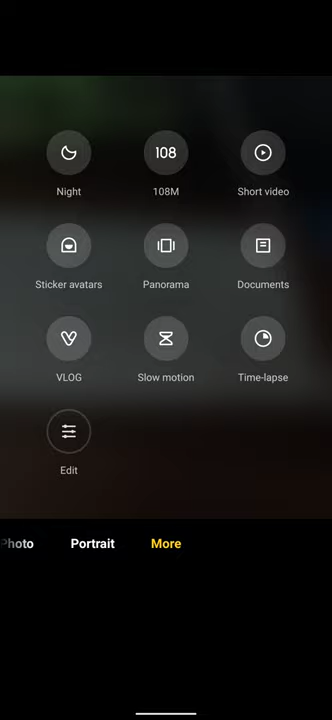 108
Night
108M
Short video
Sticker avatars
Panorama
Documents
VLOG
Slow motion
Time-lapse
Edit
Photo
Portrait
More